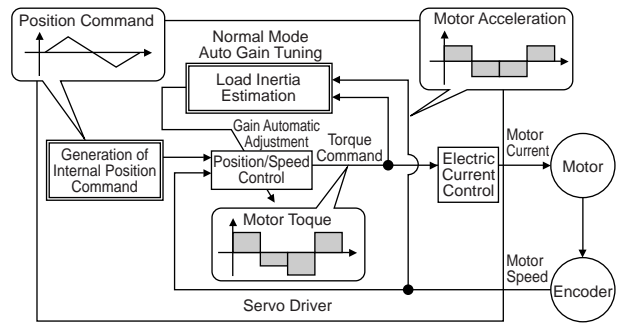 Position Command
Motor Acceleration
Normal Mode
Auto Gain Tuning
Load Inertia
Estimation
Gain Automatic
Adjustment
Torque
Command
Generation of
Internal Position
Command
Position/Speed
Control
Electric
Current
Control
Motor
Current
Motor
Motor Toque
Motor
Speed
Encoder
Servo Driver